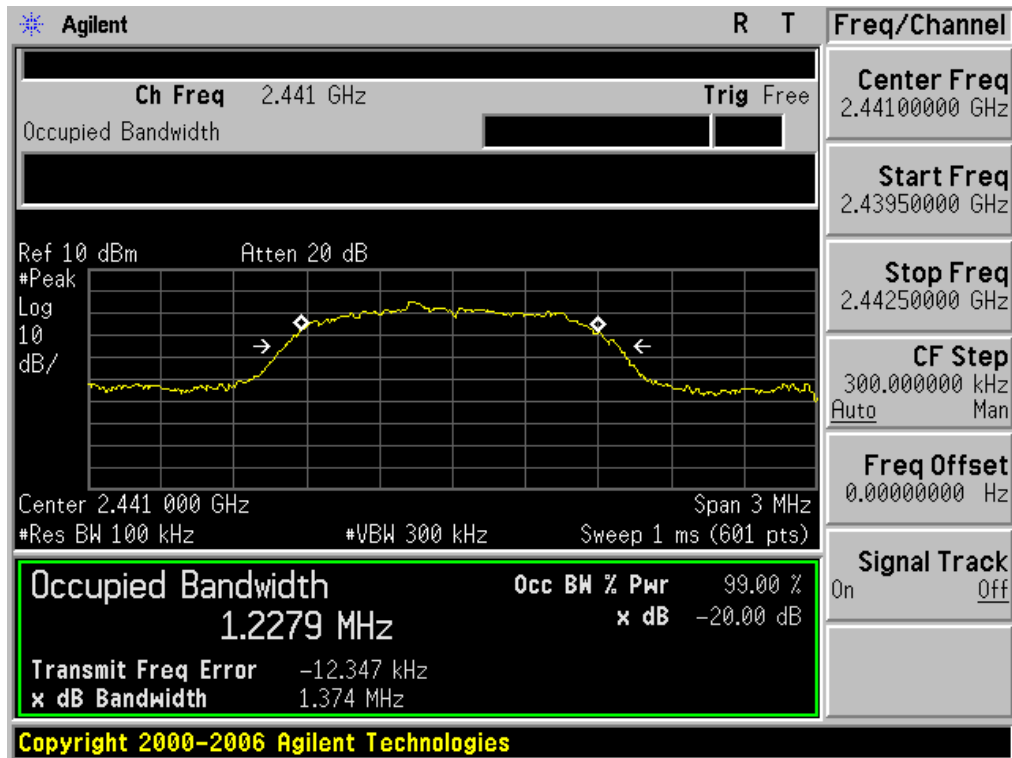 Agilent R T
Ch Freq 2.441 GHz Trig Free
Occupied Bandwidth
Ref 10 dBm Atten 20 dB
#Peak
Log
10
dB/
Center 2.441 000 GHz Span 3 MHz
#Res BW 100 kHz #VBW 300 kHz Sweep 1 ms (601 pts)
Occupied Bandwidth Occ BW % Pwr 99.00 %
1.2279 MHz x dB -20.00 dB
Transmit Freq Error -12.347 kHz
x dB Bandwidth 1.374 MHz
Copyright 2000-2006 Agilent Technologies
Freq/Channel
Center Freq
2.44100000 GHz
Start Freq
2.43950000 GHz
Stop Freq
2.44250000 GHz
CF Step
300.000000 kHz
Auto Man
Freq Offset
0.00000000 Hz
Signal Track
On Off